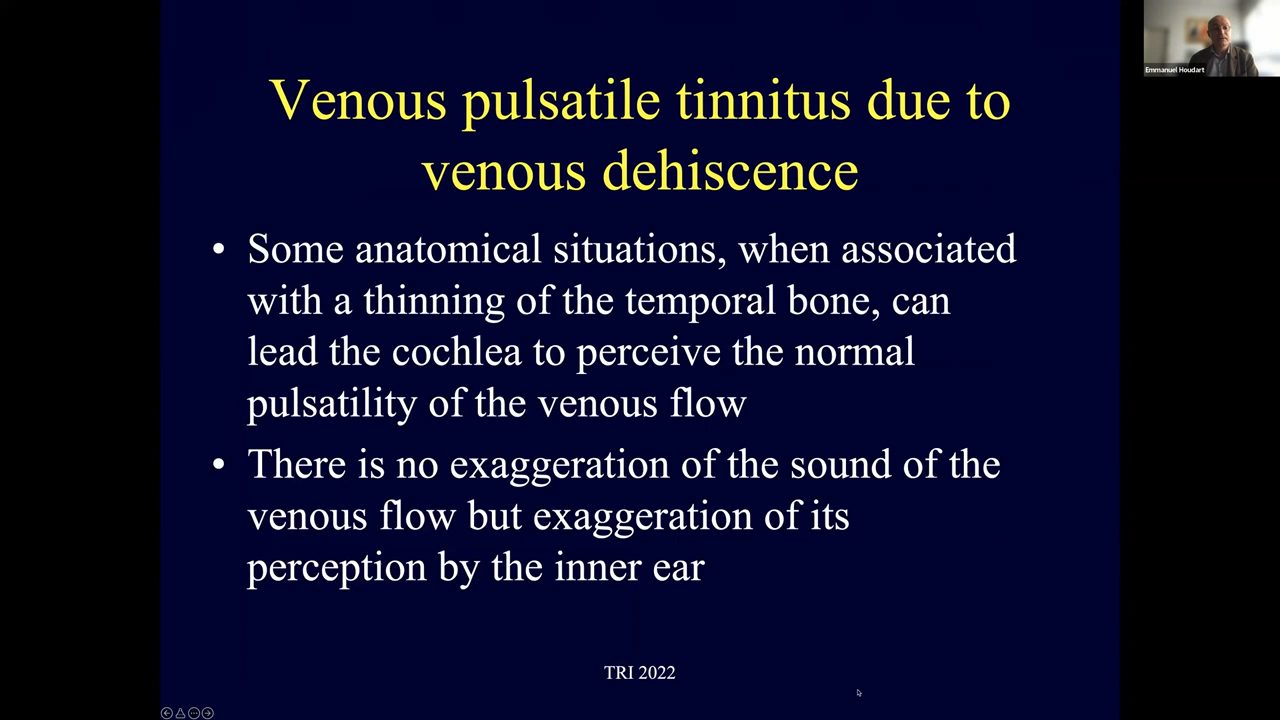 Emmanuel Houdart
Venous pulsatile tinnitus due to
venous dehiscence
• Some anatomical situations, when associated
with a thinning of the temporal bone, can
lead the cochlea to perceive the normal
pulsatility of the venous flow
• There is no exaggeration of the sound of the
venous flow but exaggeration of its
perception by the inner ear
TRI 2022